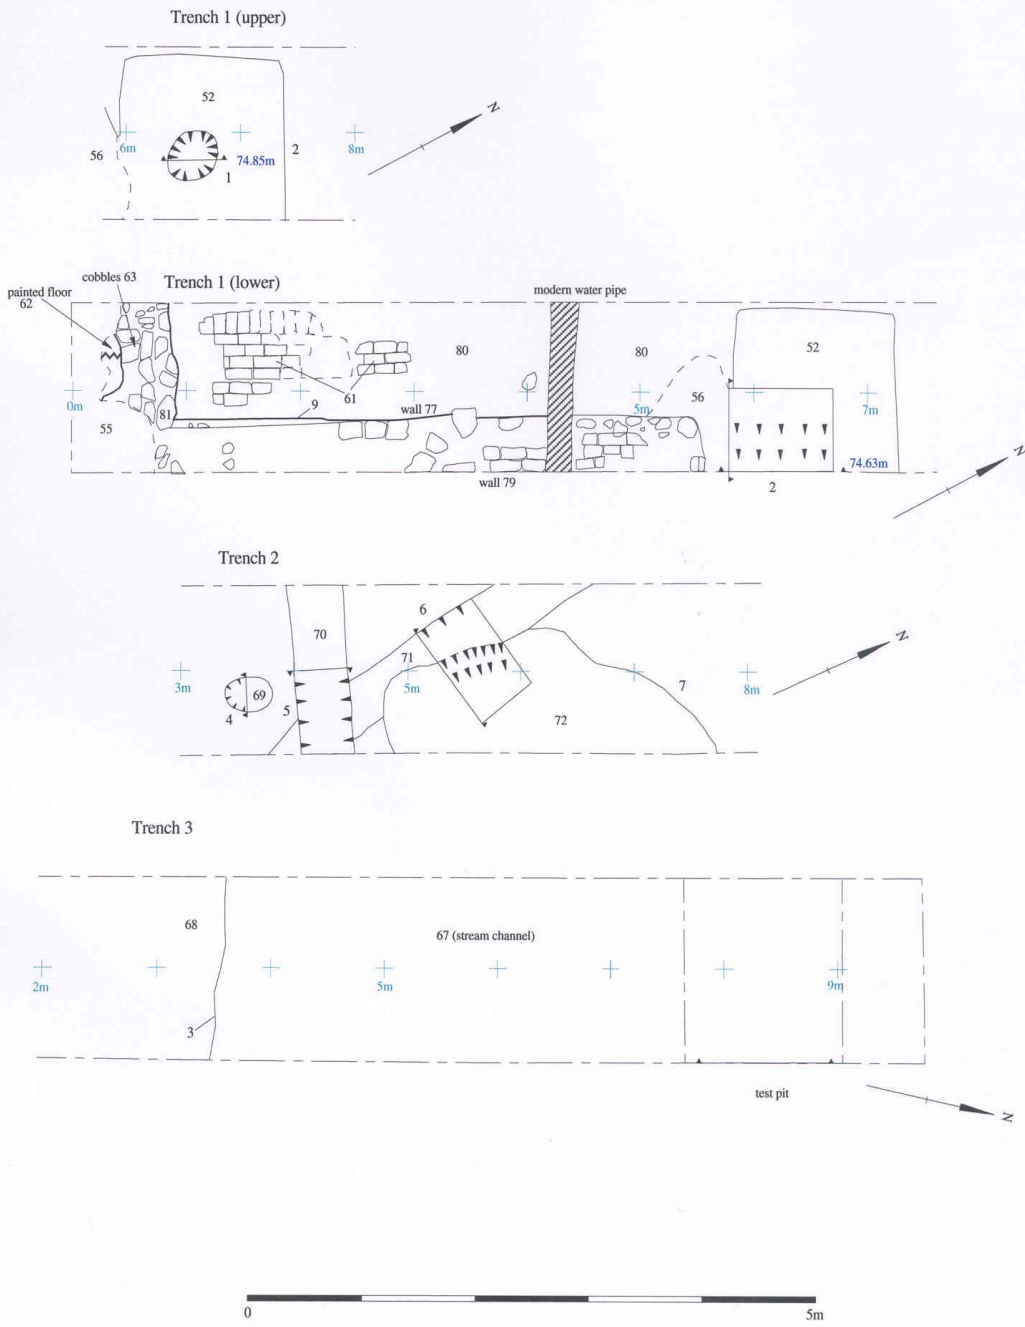 Trench 1 (upper)
52
N
6m
74.85m
8m
56
2
1
cobbles 63
Trench 1 (lower)
painted floor
62
modern water pipe
80
80
52
N
0m
61
5m
56
7m
81
9
wall 77
55
74.63m
wall 79
2
Trench 2
6
70
N
71
3m
5m
8m
69
7
4
5
72
Trench 3
68
67 (stream channel)
2m
5m
9m
3
test pit
N
0
5m